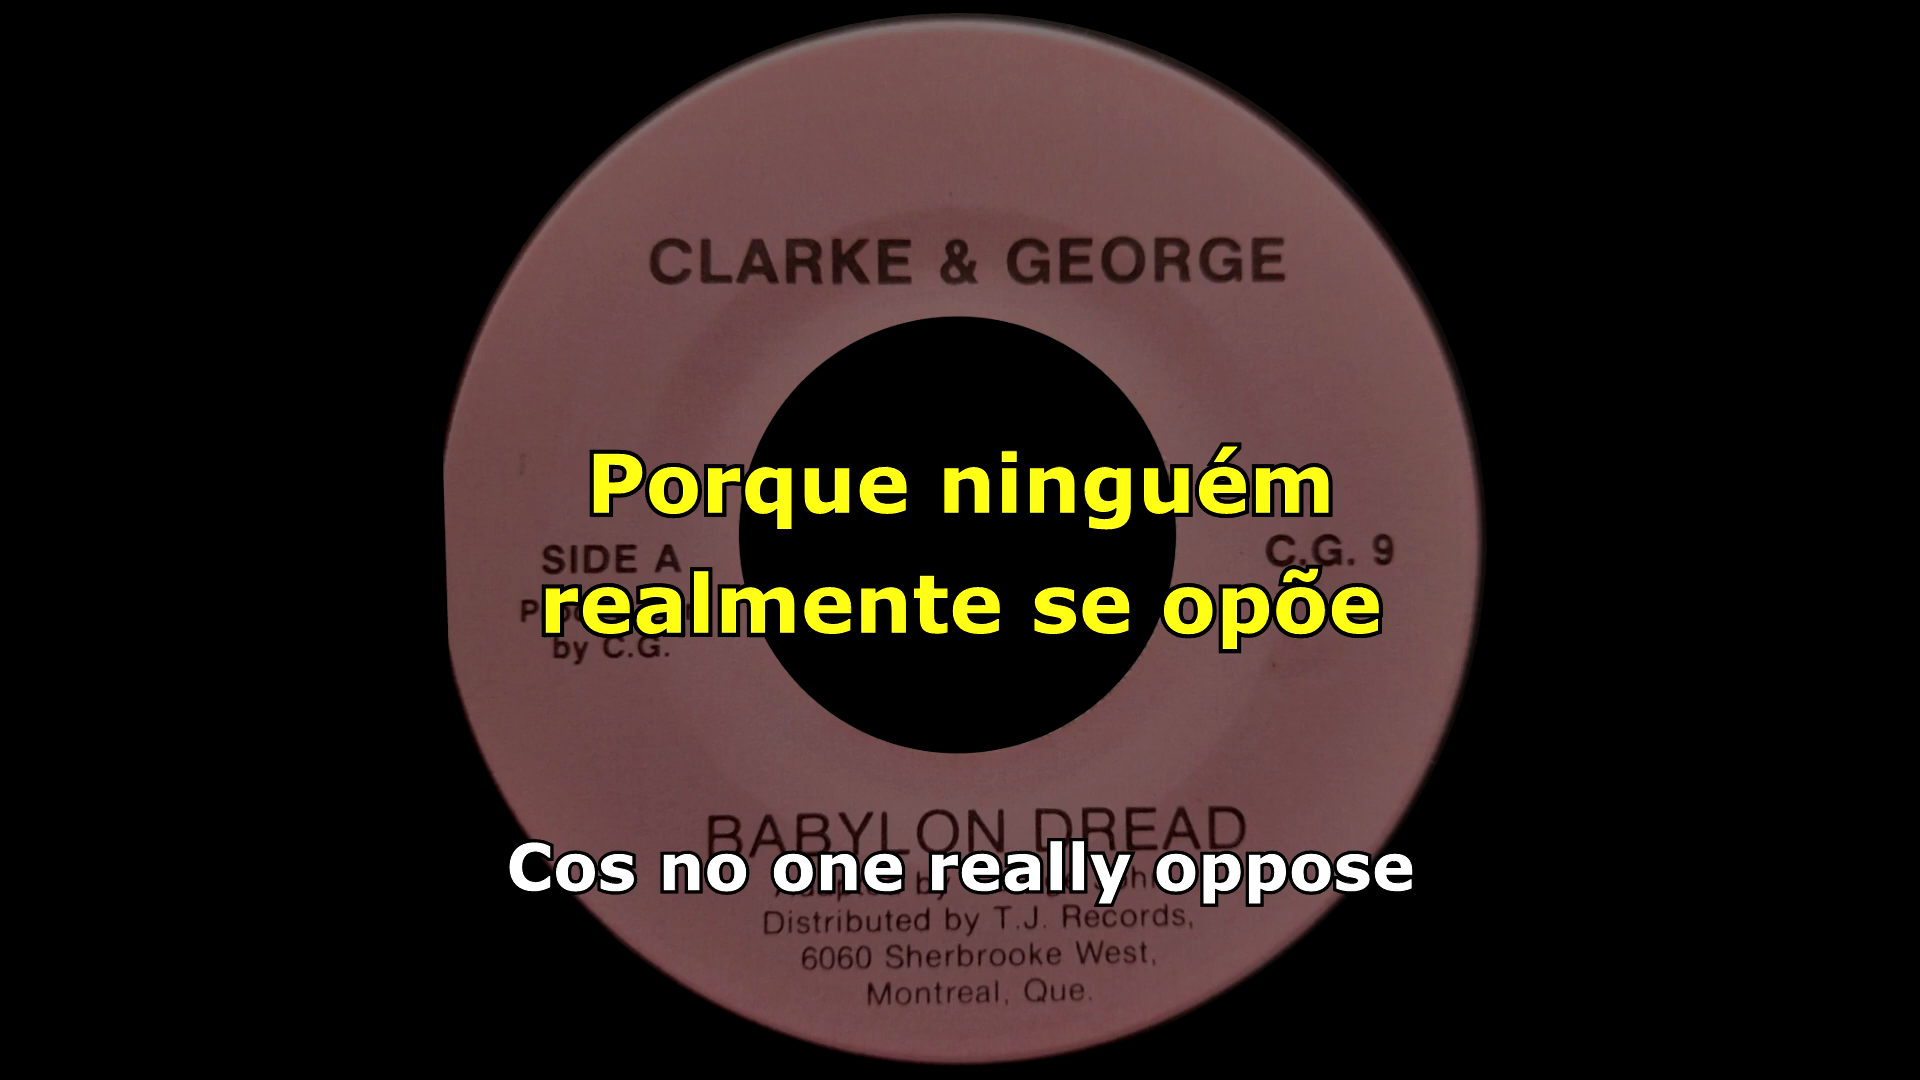 CLARKE & GEORGE
Porque ninguém
SIDE A
C.G. 9
realmente se opõe
by C.G.
BABYLON DREAD
Cos no one really oppose
by
Distributed by T.J. Records,
6060 Sherbrooke West,
Montreal, Que.